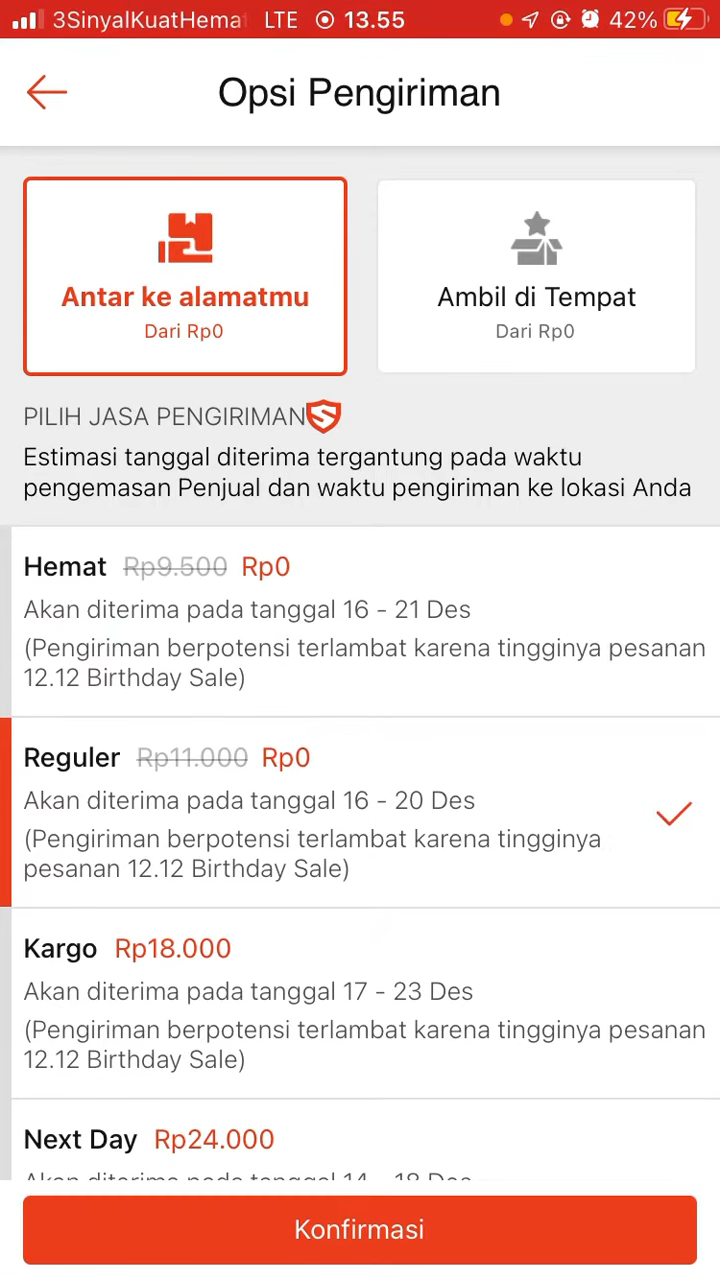 3SinyalKuatHema LTE 13.55 42%
Opsi Pengiriman
Antar ke alamatmu
Dari Rp0
Ambil di Tempat
Dari Rp0
PILIH JASA PENGIRIMAN
Estimasi tanggal diterima tergantung pada waktu
pengemasan Penjual dan waktu pengiriman ke lokasi Anda
Hemat Rp9.500 Rp0
Akan diterima pada tanggal 16 - 21 Des
(Pengiriman berpotensi terlambat karena tingginya pesanan
12.12 Birthday Sale)
Reguler Rp11.000 Rp0
Akan diterima pada tanggal 16 - 20 Des
(Pengiriman berpotensi terlambat karena tingginya
pesanan 12.12 Birthday Sale)
Kargo Rp18.000
Akan diterima pada tanggal 17 - 23 Des
(Pengiriman berpotensi terlambat karena tingginya pesanan
12.12 Birthday Sale)
Next Day Rp24.000
Akan diterima pada tanggal 14 - 18 Des
Konfirmasi